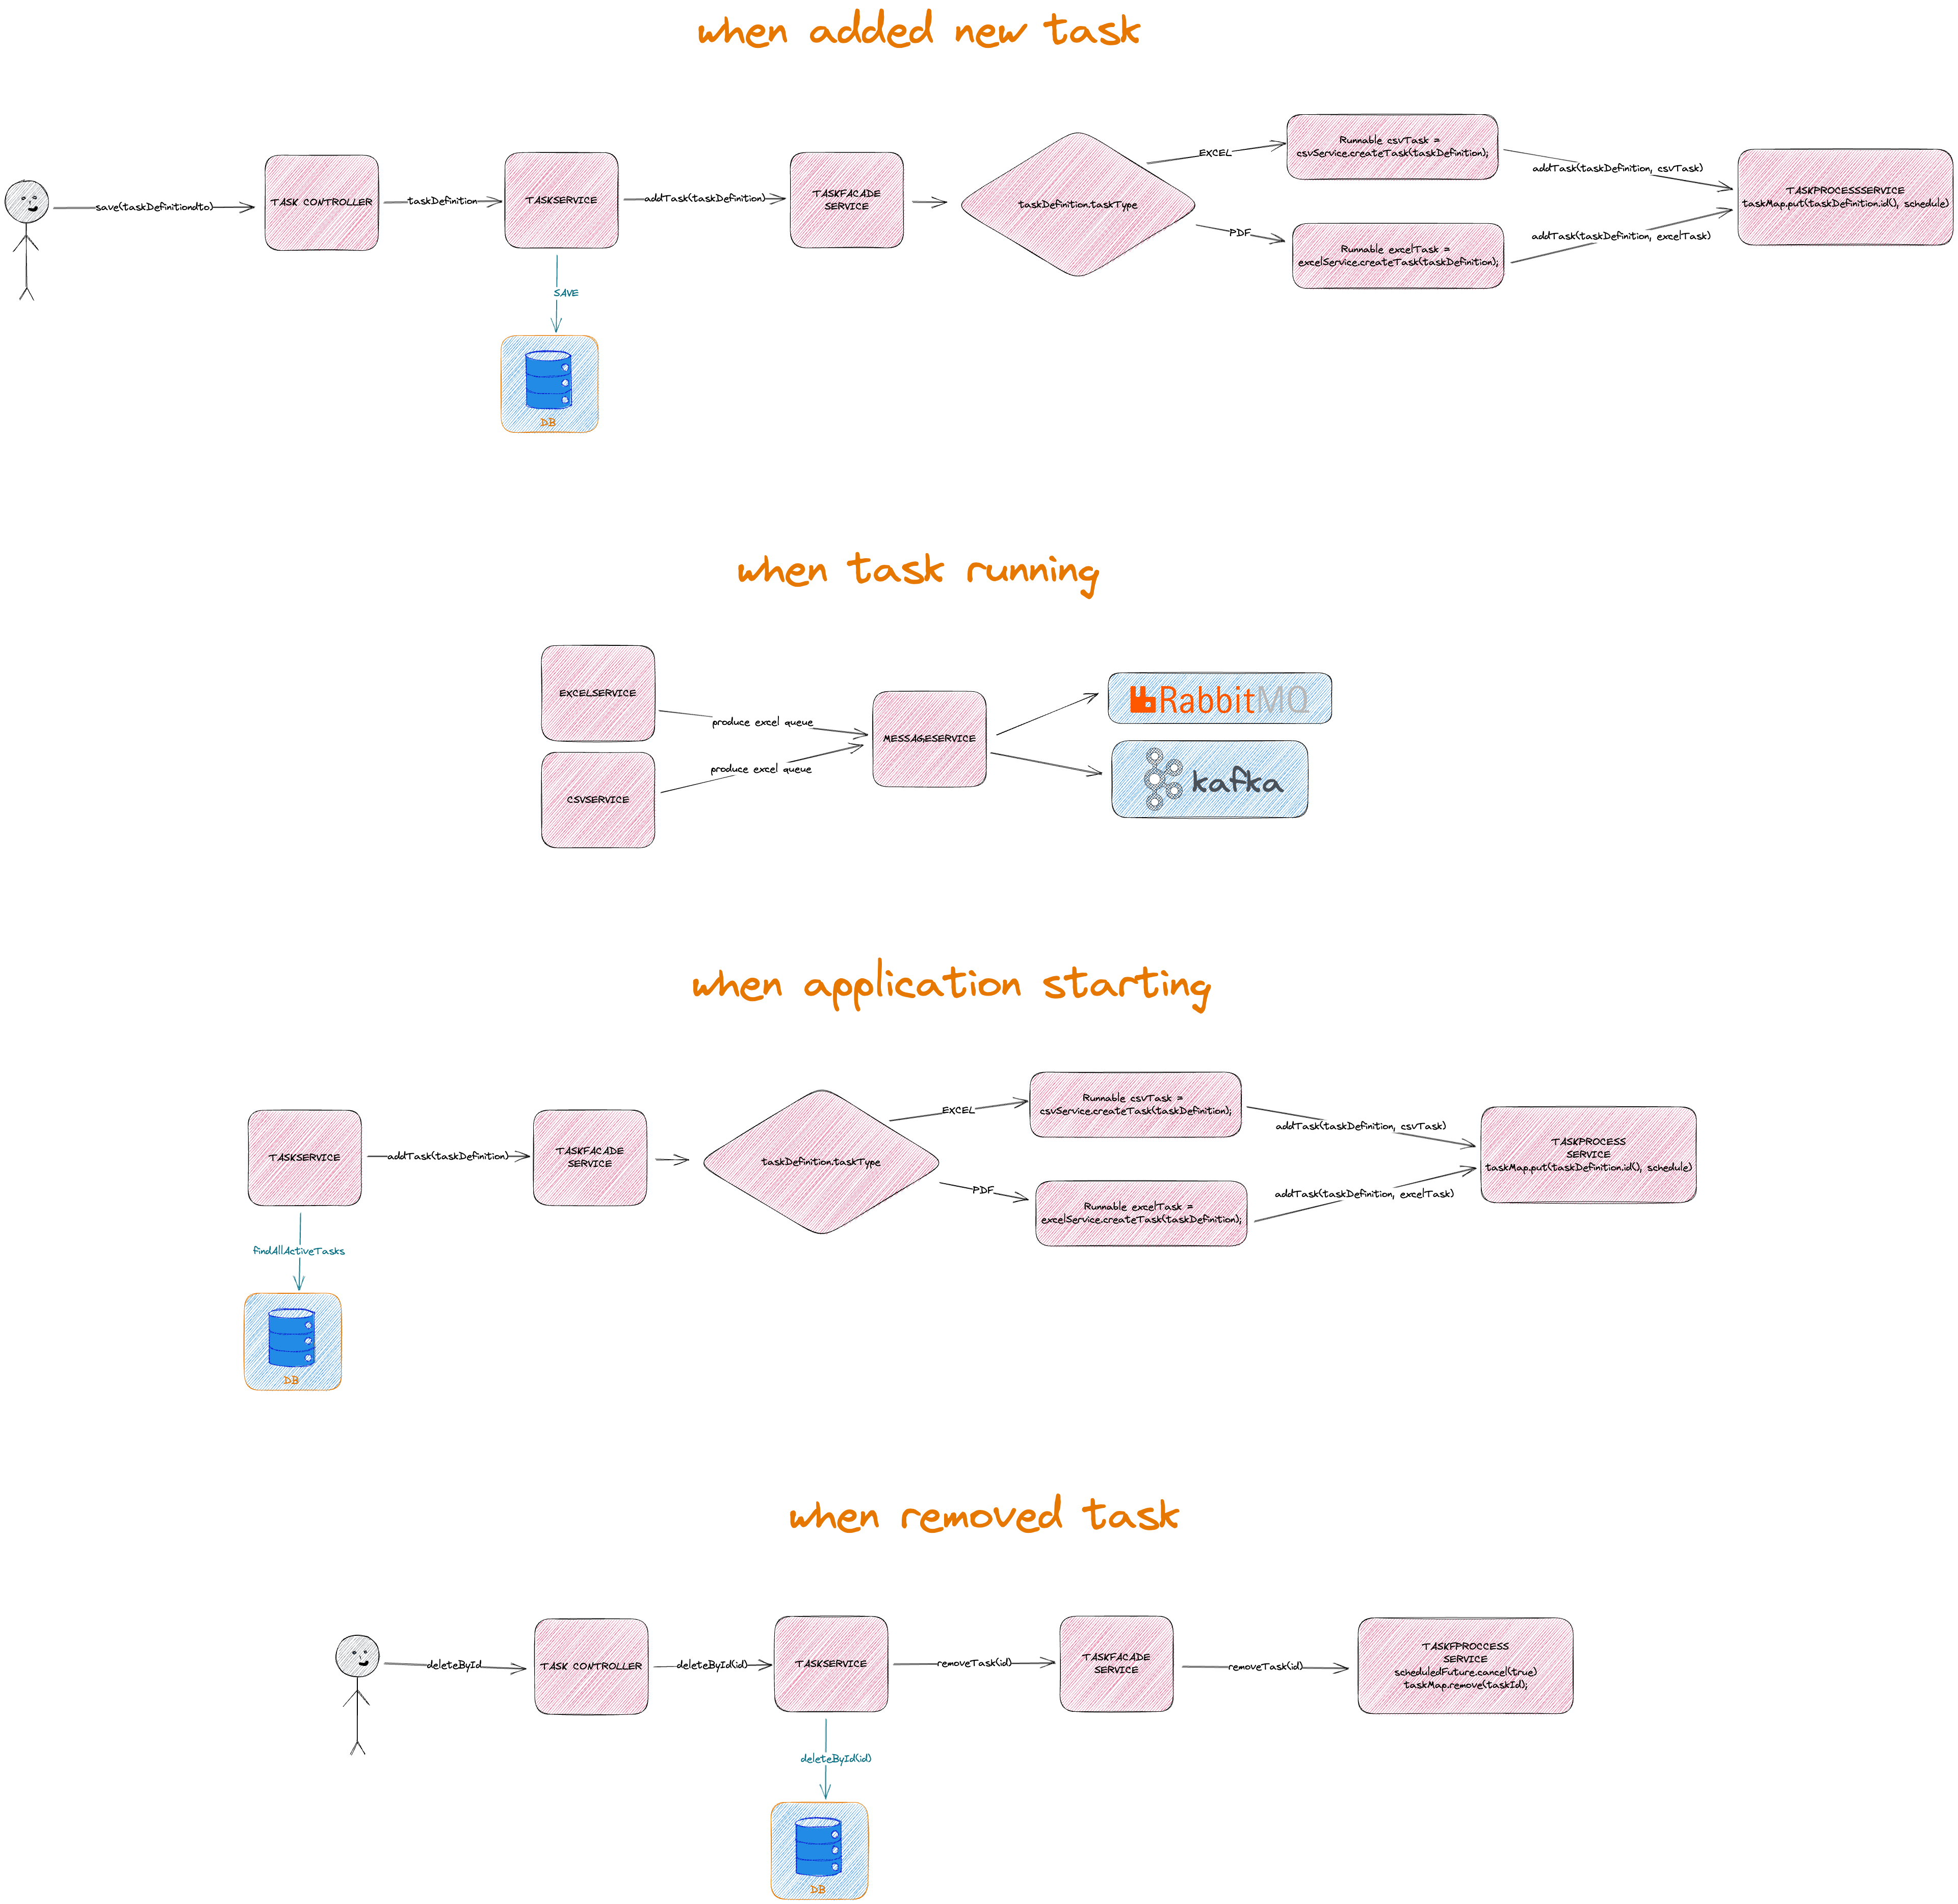 when added new task
save(taskDefinitiondto)
TASK CONTROLLER
taskDefinition
TASKSERVICE
SAVE
DB
addTask(taskDefinition)
TASKFACADE
SERVICE
taskDefinition.taskType
EXCEL
Runnable csvTask =
csvService.createTask(taskDefinition);
addTask(taskDefinition, csvTask)
PDF
Runnable excelTask =
excelService.createTask(taskDefinition);
addTask(taskDefinition, excelTask)
TASKPROCESSSERVICE
taskMap.put(taskDefinition.id(), schedule)
when task running
EXCELSERVICE
produce excel queue
CSVSERVICE
produce excel queue
MESSAGESERVICE
RabbitMQ
kafka
when application starting
TASKSERVICE
findAllActiveTasks
DB
addTask(taskDefinition)
TASKFACADE
SERVICE
taskDefinition.taskType
EXCEL
Runnable csvTask =
csvService.createTask(taskDefinition);
addTask(taskDefinition, csvTask)
PDF
Runnable excelTask =
excelService.createTask(taskDefinition);
addTask(taskDefinition, excelTask)
TASKPROCESS
SERVICE
taskMap.put(taskDefinition.id(), schedule)
when removed task
deleteById
TASK CONTROLLER
deleteById(id)
TASKSERVICE
deleteById(id)
DB
removeTask(id)
TASKFACADE
SERVICE
removeTask(id)
TASKFPROCCESS
SERVICE
scheduledFuture.cancel(true)
taskMap.remove(taskId);